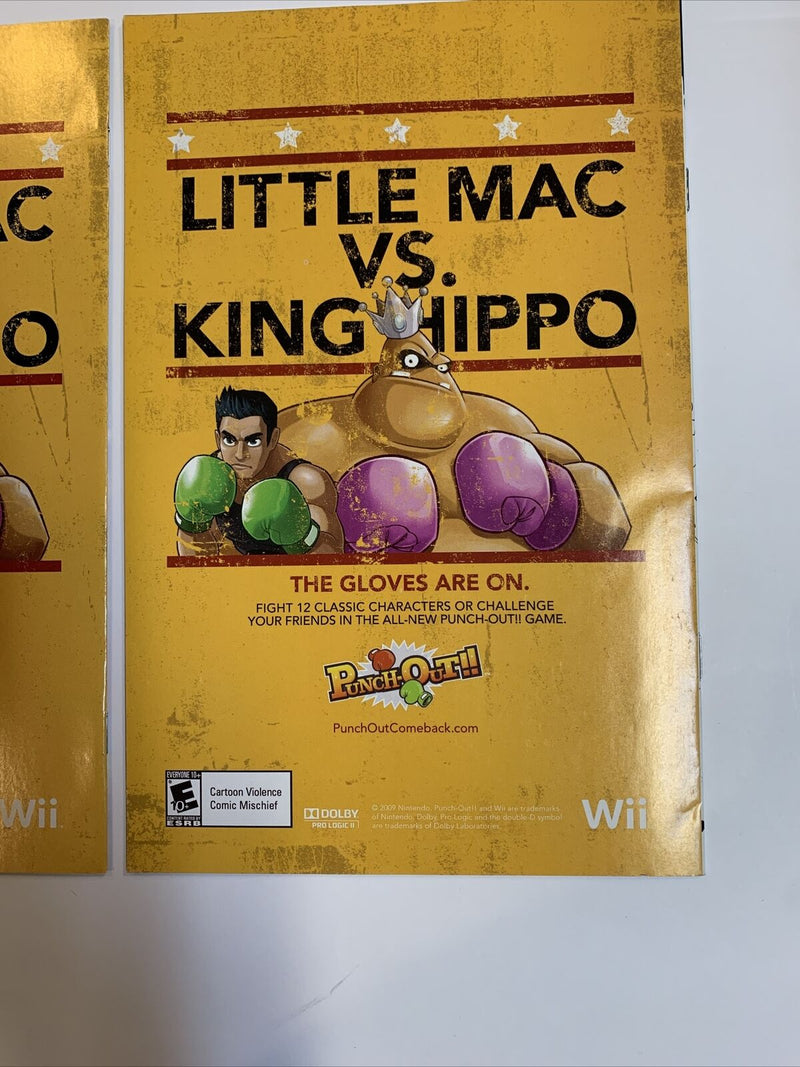 AC
O
Wii
LITTLE MAC
VS.
KING HIPPO
THE GLOVES ARE ON.
FIGHT 12 CLASSIC CHARACTERS OR CHALLENGE
YOUR FRIENDS IN THE ALL-NEW PUNCH-OUT!! GAME.
PUNCH-OUT!!
PunchOutComeback.com
EVERYONE 10+
E
10+
CONTENT RATED BY
ESRB
Cartoon Violence
Comic Mischief
DOLBY
PRO LOGIC II
© 2009 Nintendo. Punch-Out!! and Wii are trademarks
of Nintendo. Dolby, Pro Logic and the double-D symbol
are trademarks of Dolby Laboratories.
Wii